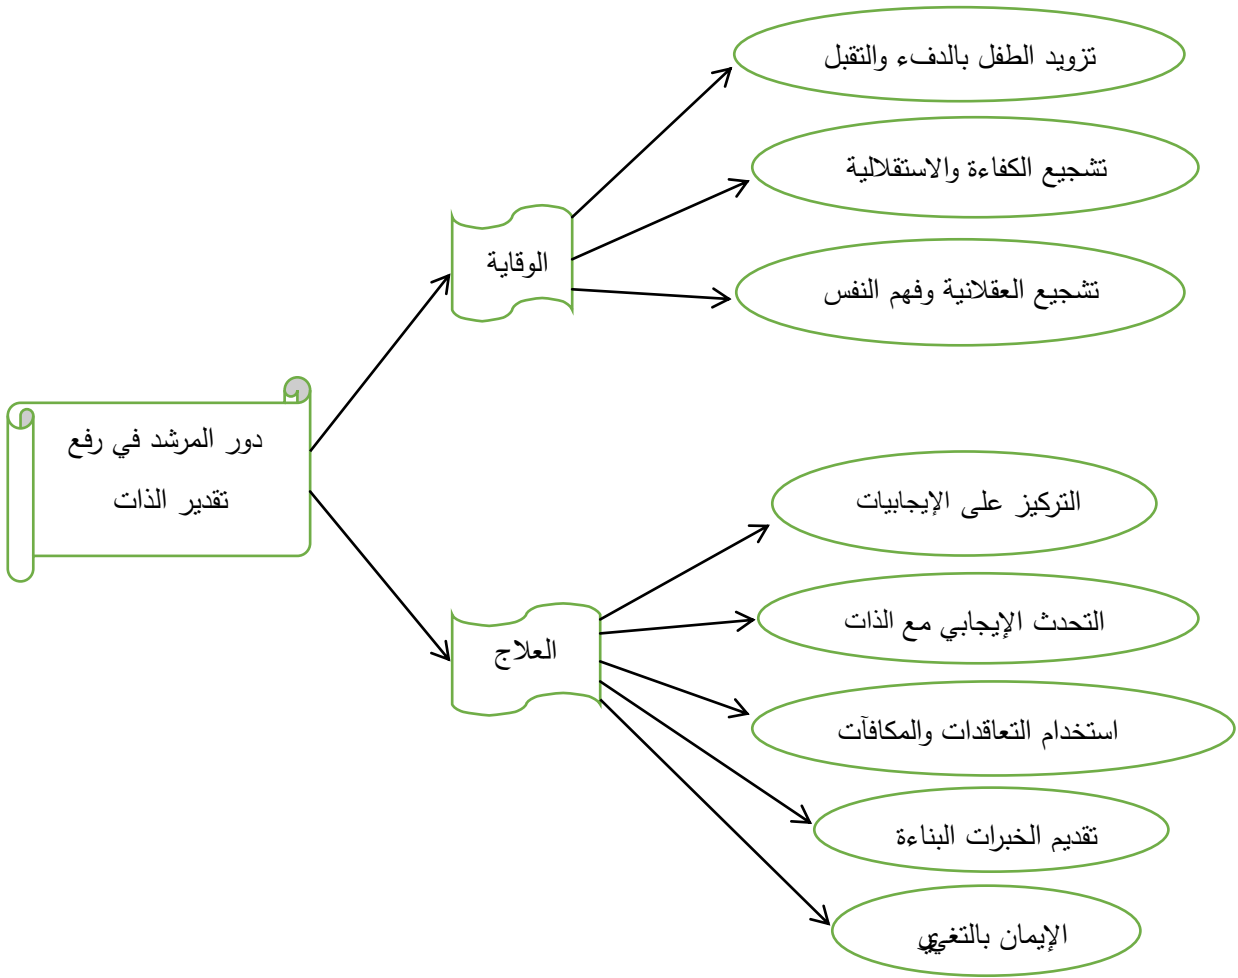 دور المرشد في رفع
تقدير الذات
الوقاية
تزويد الطفل بالدفء والتقبل
تشجيع الكفاءة والاستقلالية
تشجيع العقلانية وفهم النفس
العلاج
التركيز على الإيجابيات
التحدث الإيجابي مع الذات
استخدام التعاقدات والمكافآت
تقديم الخبرات البناءة
الإيمان